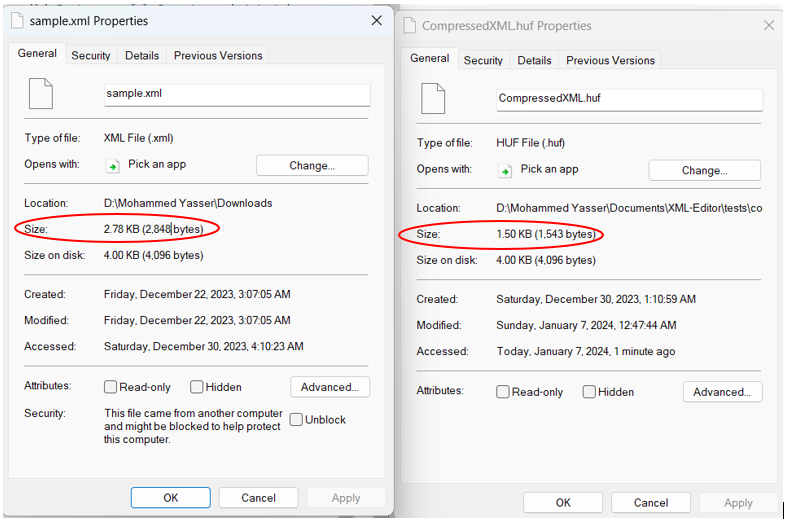 sample.xml Properties
General Security Details Previous Versions
sample.xml
Type of file: XML File (.xml)
Opens with: Pick an app Change...
Location: D:\Mohammed Yasser\Downloads
Size: 2.78 KB (2,848 bytes)
Size on disk: 4.00 KB (4,096 bytes)
Created: Friday, December 22, 2023, 3:07:05 AM
Modified: Friday, December 22, 2023, 3:07:05 AM
Accessed: Saturday, December 30, 2023, 4:10:23 AM
Attributes: Read-only Hidden Advanced...
Security: This file came from another computer
and might be blocked to help protect
this computer.
Unblock
OK Cancel Apply
CompressedXML.huf Properties
General Security Details Previous Versions
CompressedXML.huf
Type of file: HUF File (.huf)
Opens with: Pick an app Change...
Location: D:\Mohammed Yasser\Documents\XML-Editor\tests\co
Size: 1.50 KB (1,543 bytes)
Size on disk: 4.00 KB (4,096 bytes)
Created: Saturday, December 30, 2023, 1:10:59 AM
Modified: Sunday, January 7, 2024, 12:47:44 AM
Accessed: Today, January 7, 2024, 1 minute ago
Attributes: Read-only Hidden Advanced...
OK Cancel Apply